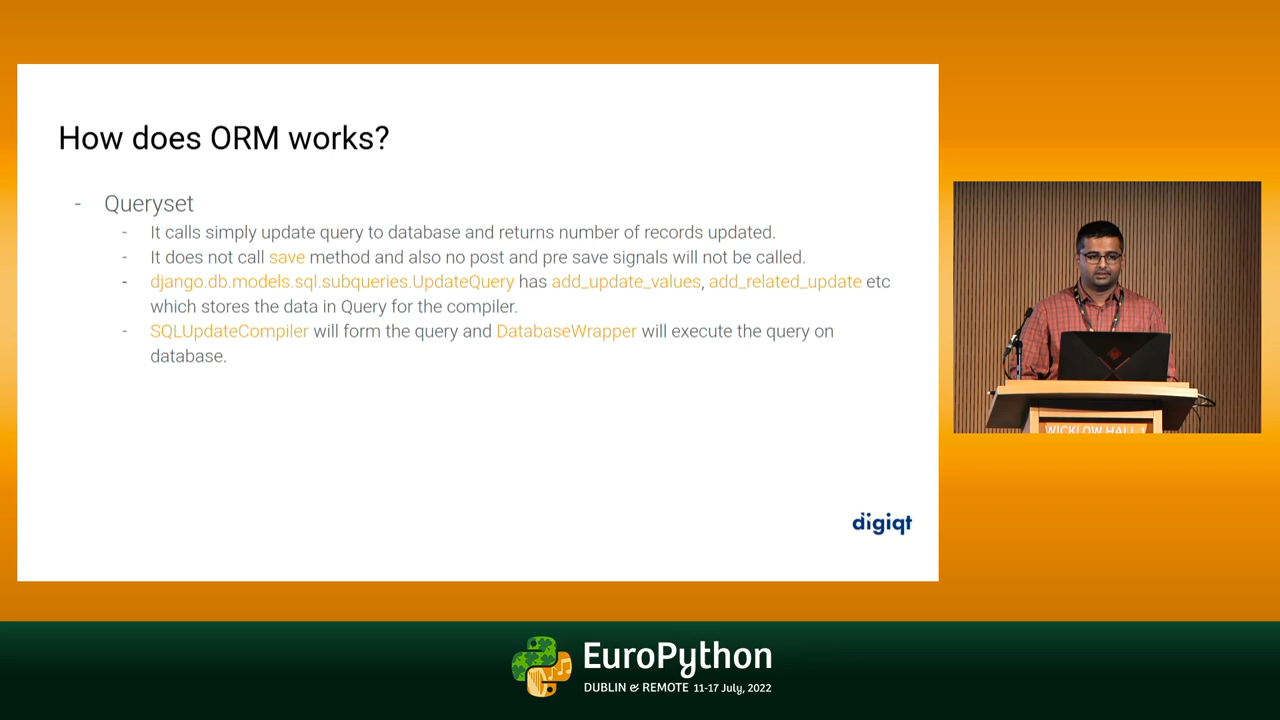 How does ORM works?
- Queryset
- It calls simply update query to database and returns number of records updated.
- It does not call save method and also no post and pre save signals will not be called.
- django.db.models.sql.subqueries.UpdateQuery has add_update_values, add_related_update etc
which stores the data in Query for the compiler.
- SQLUpdateCompiler will form the query and DatabaseWrapper will execute the query on
database.
digiqt
WICKLOW HALL 1
EuroPython
DUBLIN & REMOTE 11-17 July, 2022